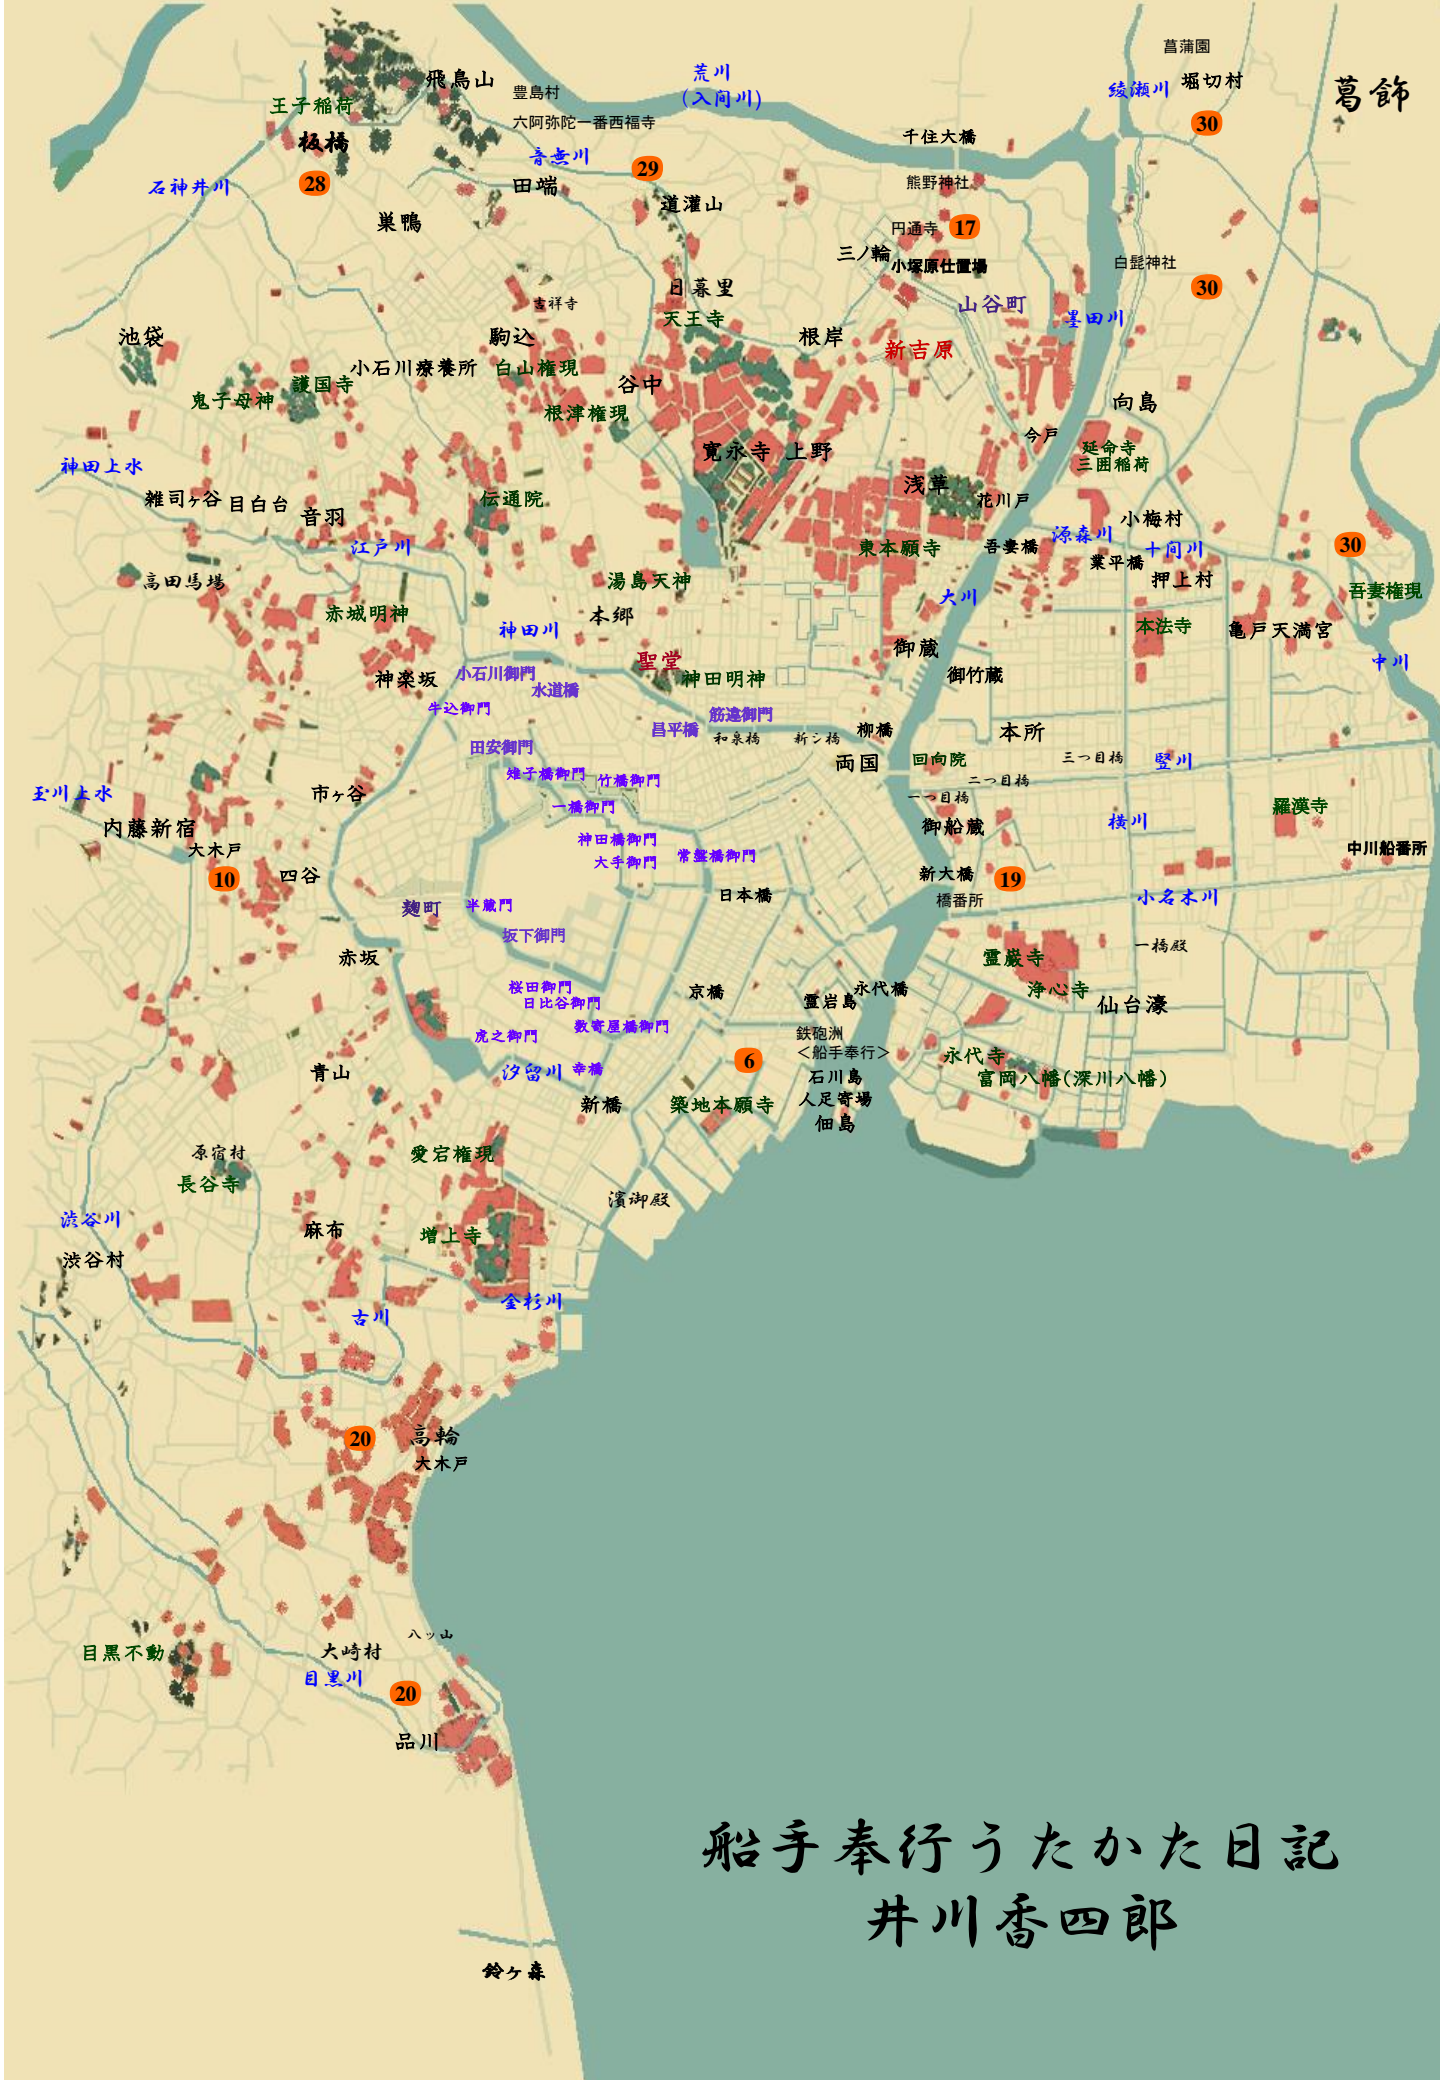 菖蒲園
荒川
(入间川)
飛鳥山
綾瀬川
堀切村
葛飾
豊島村
王子稲荷
六阿弥陀一番西福寺
30
板橋
千住大橋
音無川
29
28
石神井川
田端
熊野神社
道灌山
巣鴨
円通寺
17
三ノ輪
小塚原仕置場
白髭神社
日暮里
30
吉祥寺
山谷町
天王寺
墨田川
池袋
駒込
根岸
新吉原
小石川療養所
白山権現
護国寺
谷中
鬼子母神
向島
根津権現
今戸
寛永寺
上野
延命寺
三囲稲荷
神田上水
浅草
雑司ヶ谷
目白台
伝通院
花川戸
音羽
小梅村
源森川
江戸川
東本願寺
吾妻橋
十间川
30
業平橋
高田馬場
湯島天神
押上村
吾妻権現
大川
赤城明神
本郷
神田川
本法寺
亀戸天満宮
御蔵
聖堂
中川
神楽坂
小石川御門
神田明神
御竹蔵
水道橋
牛込御門
筋違御門
昌平橋
和泉橋
新シ橋
柳橋
本所
田安御門
両国
回向院
三つ目橋
竪川
雉子橋御門
竹橋御門
二つ目橋
玉川上水
市ヶ谷
一つ目橋
一橋御門
羅漢寺
内藤新宿
御船蔵
横川
神田橋御門
大木戸
大手御門
常盤橋御門
中川船番所
10
四谷
新大橋
19
日本橋
橋番所
小名木川
麹町
半蔵門
坂下御門
一橋殿
赤坂
霊巌寺
桜田御門
京橋
永代橋
浄心寺
日比谷御門
霊岩島
仙台濠
数寄屋橋御門
虎之御門
鉄砲洲
<船手奉行>
6
永代寺
青山
汐留川
幸橋
石川島
富岡八幡(深川八幡)
新橋
築地本願寺
人足寄場
佃島
原宿村
愛宕権現
長谷寺
濱御殿
渋谷川
麻布
増上寺
渋谷村
金杉川
古川
20
高輪
大木戸
八ッ山
目黒不動
大崎村
目黒川
20
品川
船手奉行うたかた日記
井川香四郎
鈴ヶ森